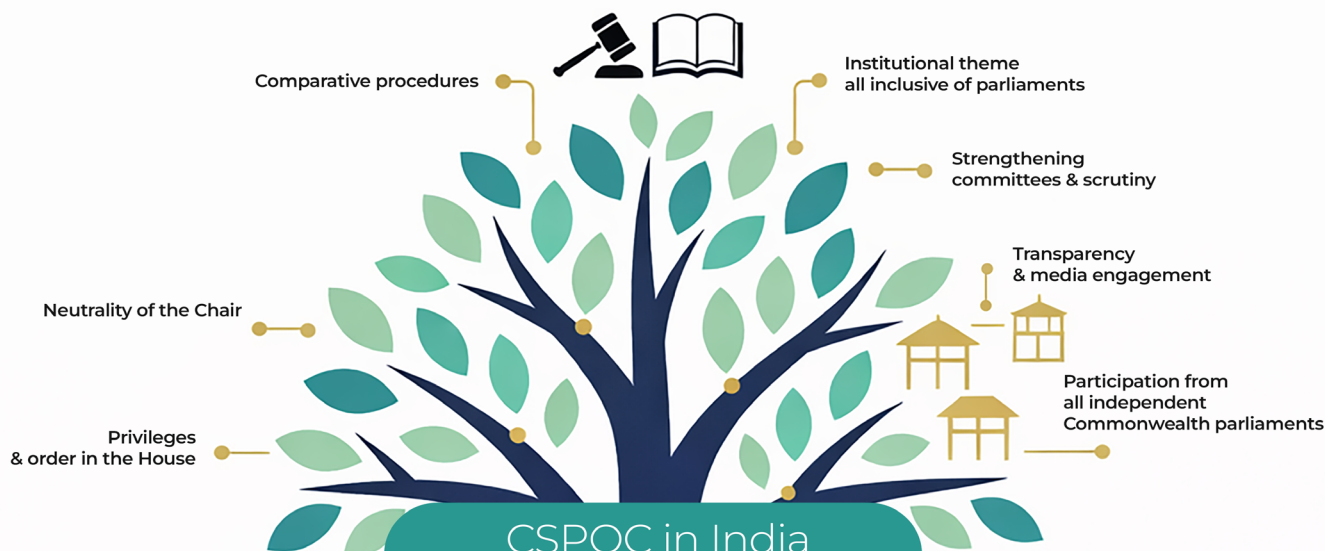 Comparative procedures
Institutional theme
all inclusive of parliaments
Strengthening
committees & scrutiny
Transparency
& media engagement
Neutrality of the Chair
Participation from
all independent
Commonwealth parliaments
Privileges
& order in the House
CSPOC in India